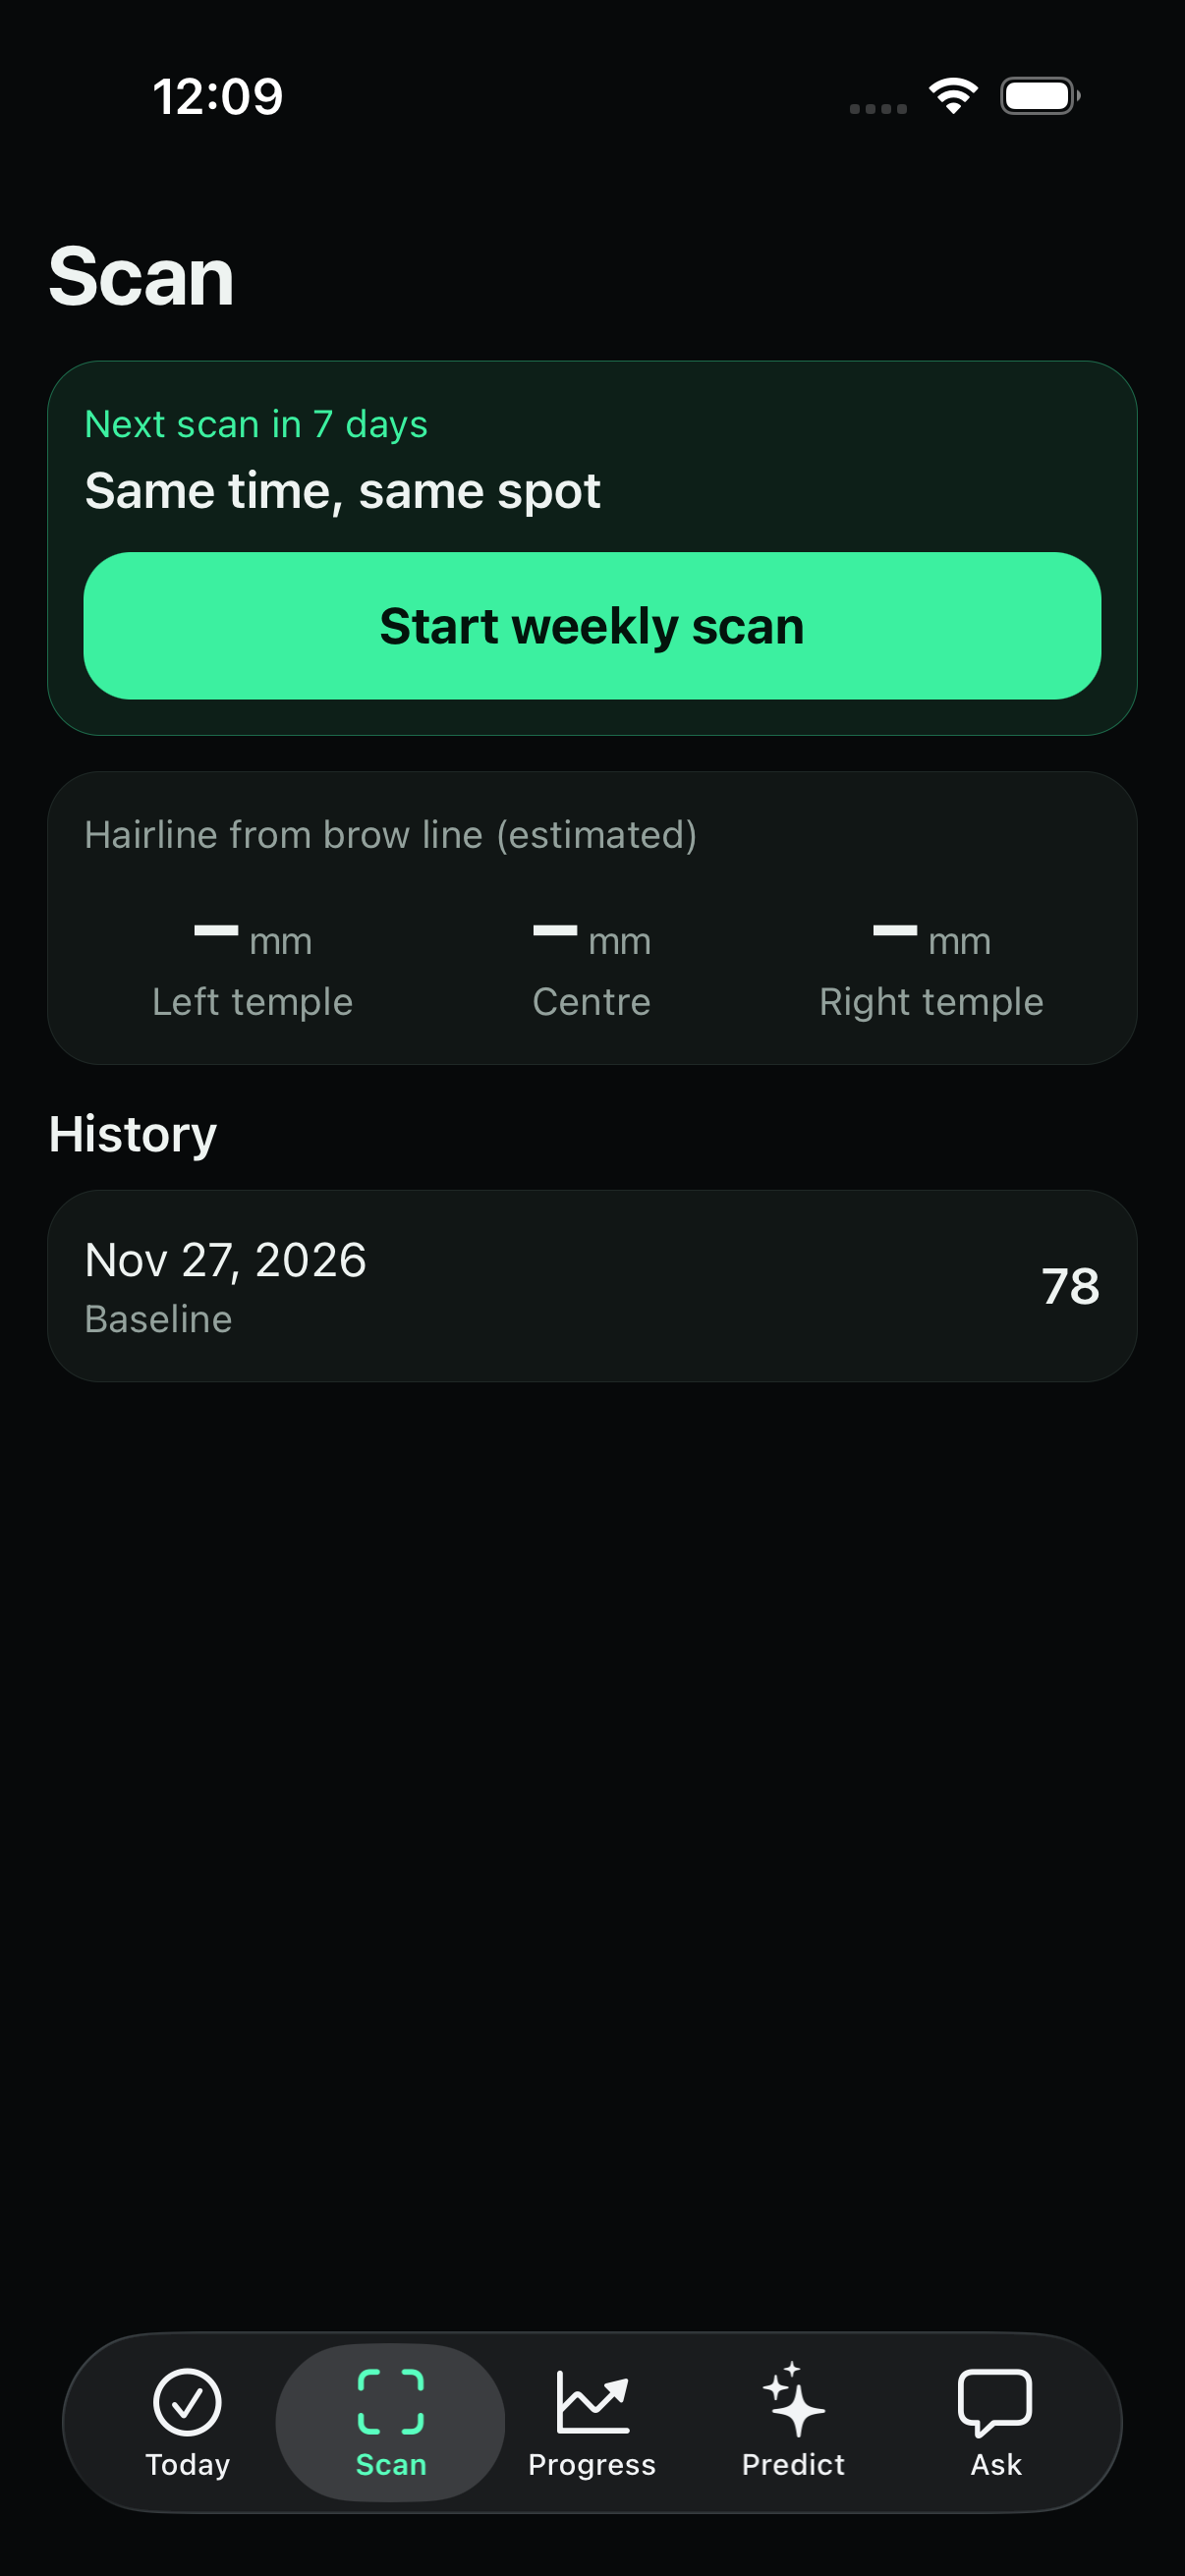 12:09
Scan
Next scan in 7 days
Same time, same spot
Start weekly scan
Hairline from brow line (estimated)
– mm – mm – mm
Left temple Centre Right temple
History
Nov 27, 2026
78
Baseline
Today Scan Progress Predict Ask